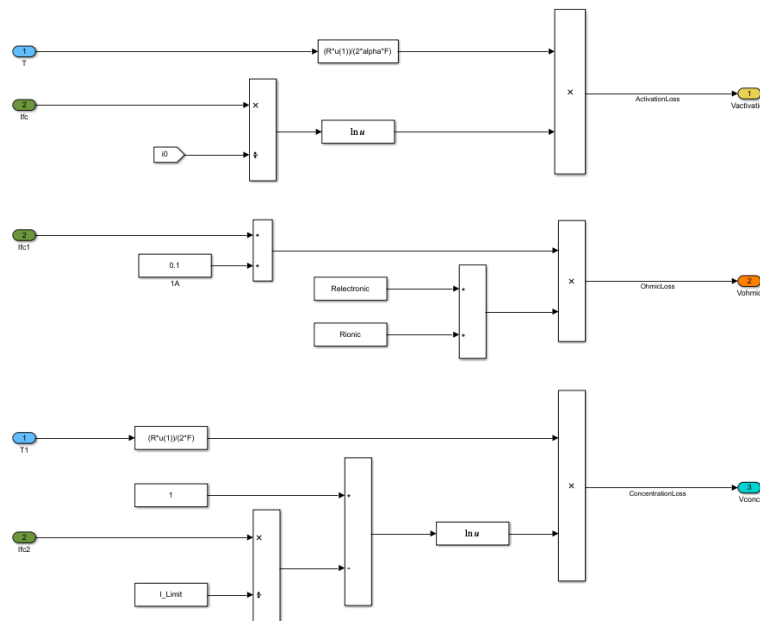 1
T
(R*u(1))/(2*alpha*F)
2
Ifc
×
÷
i0
ln u
×
ActivationLoss
1
Vactivatio
2
Ifc1
+
+
0.1
1A
Relectronic
Rionic
+
+
×
OhmicLoss
2
Vohmic
1
T1
(R*u(1))/(2*F)
1
2
Ifc2
×
÷
I_Limit
+
−
ln u
×
ConcentrationLoss
3
Vconc